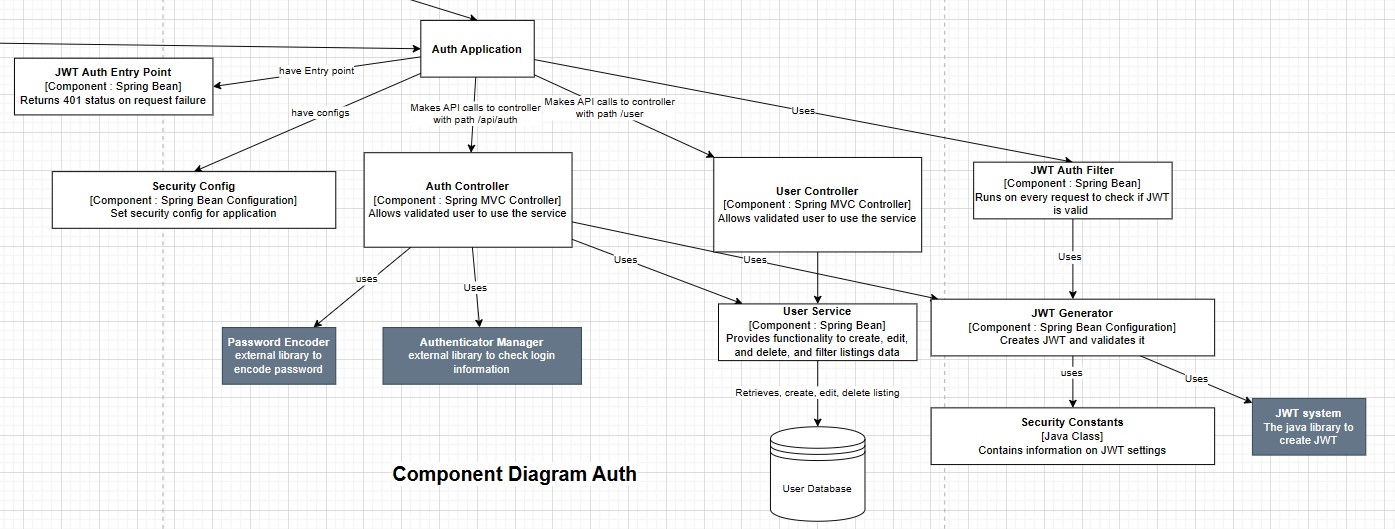 Auth Application
JWT Auth Entry Point
[Component : Spring Bean]
Returns 401 status on request failure
have Entry point
have configs
Makes API calls to controller
with path /api/auth
Makes API calls to controller
with path /user
Uses
Security Config
[Component : Spring Bean Configuration]
Set security config for application
Auth Controller
[Component : Spring MVC Controller]
Allows validated user to use the service
User Controller
[Component : Spring MVC Controller]
Allows validated user to use the service
JWT Auth Filter
[Component : Spring Bean]
Runs on every request to check if JWT
is valid
uses
Uses
Uses
Uses
Uses
Password Encoder
external library to
encode password
Authenticator Manager
external library to check login
information
User Service
[Component : Spring Bean]
Provides functionality to create, edit,
and delete, and filter listings data
JWT Generator
[Component : Spring Bean Configuration]
Creates JWT and validates it
Retrieves, create, edit, delete listing
uses
Uses
Security Constants
[Java Class]
Contains information on JWT settings
JWT system
The java library to
create JWT
User Database
Component Diagram Auth